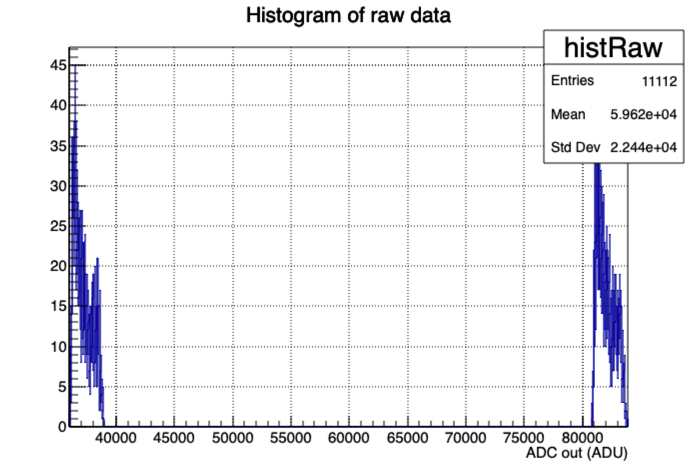 Histogram of raw data
histRaw
Entries 11112
Mean 5.962e+04
Std Dev 2.244e+04
45
40
35
30
25
20
15
10
5
0
40000 45000 50000 55000 60000 65000 70000 75000 80000
ADC out (ADU)